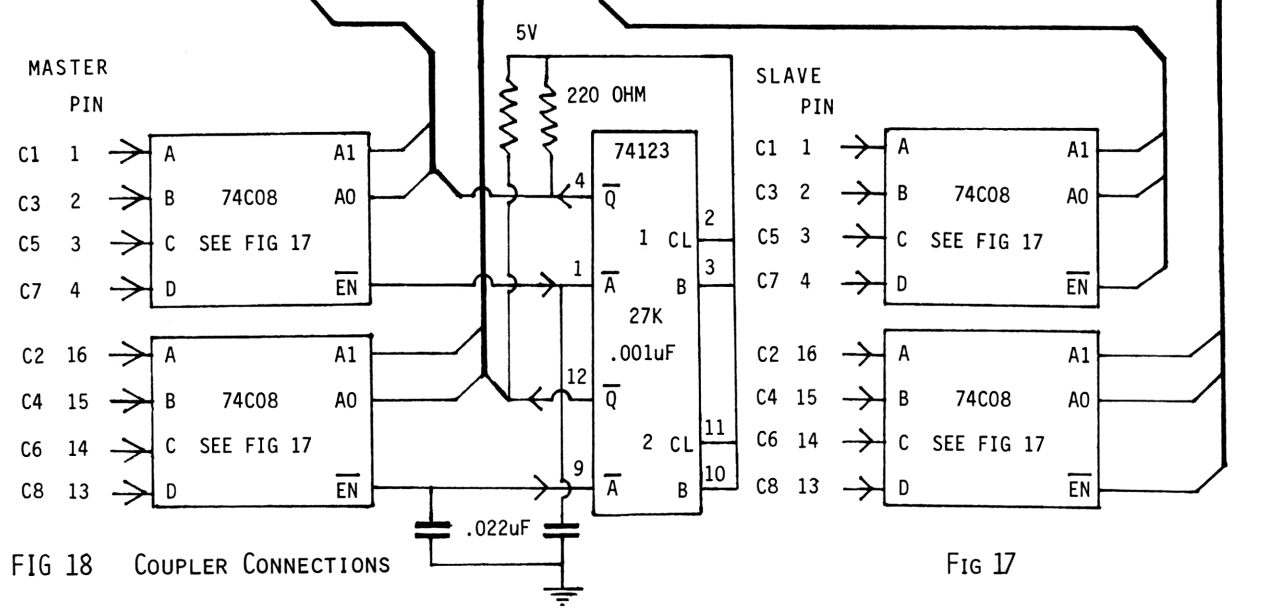 5V
220 OHM
MASTER
PIN
C1 1 A A1
C3 2 B 74C08 A0
C5 3 C SEE FIG 17
C7 4 D EN
C2 16 A A1
C4 15 B 74C08 A0
C6 14 C SEE FIG 17
C8 13 D EN
.022uF
74123
4 Q
1 CL 2
1 A B 3
27K
.001uF
12 Q
2 CL 11
9 A B 10
SLAVE
PIN
C1 1 A A1
C3 2 B 74C08 A0
C5 3 C SEE FIG 17
C7 4 D EN
C2 16 A A1
C4 15 B 74C08 A0
C6 14 C SEE FIG 17
C8 13 D EN
FIG 18 COUPLER CONNECTIONS
FIG 17